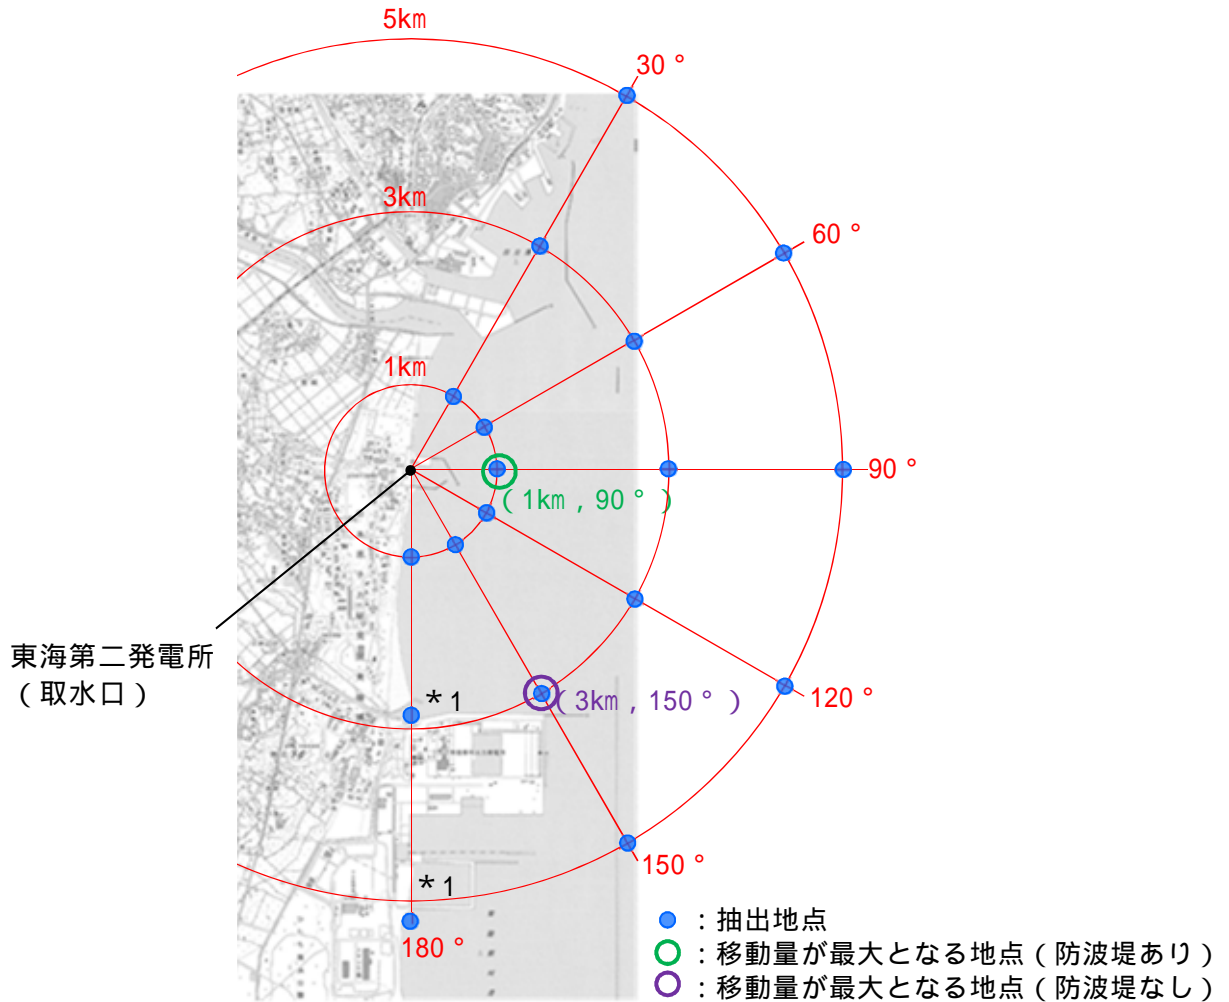 5km
30°
60°
3km
1km
90°
（1km，90°）
東海第二発電所
（取水口）
＊1
（3km，150°）
120°
150°
＊1
180°
：抽出地点
：移動量が最大となる地点（防波堤あり）
：移動量が最大となる地点（防波堤なし）